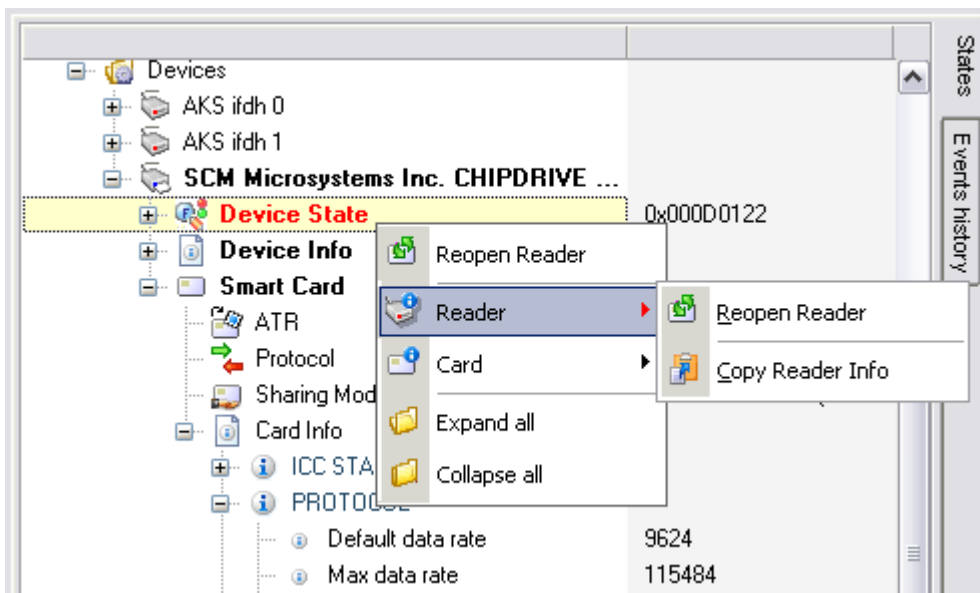 Devices
AKS ifdh 0
AKS ifdh 1
SCM Microsystems Inc. CHIPDRIVE ...
Device State 0x000D0122
Device Info
Smart Card
ATR
Protocol
Sharing Mod
Card Info
ICC STA
PROTOCOL
Default data rate 9624
Max data rate 115484
Reopen Reader
Reader
Card
Expand all
Collapse all
Reopen Reader
Copy Reader Info
States
Events history